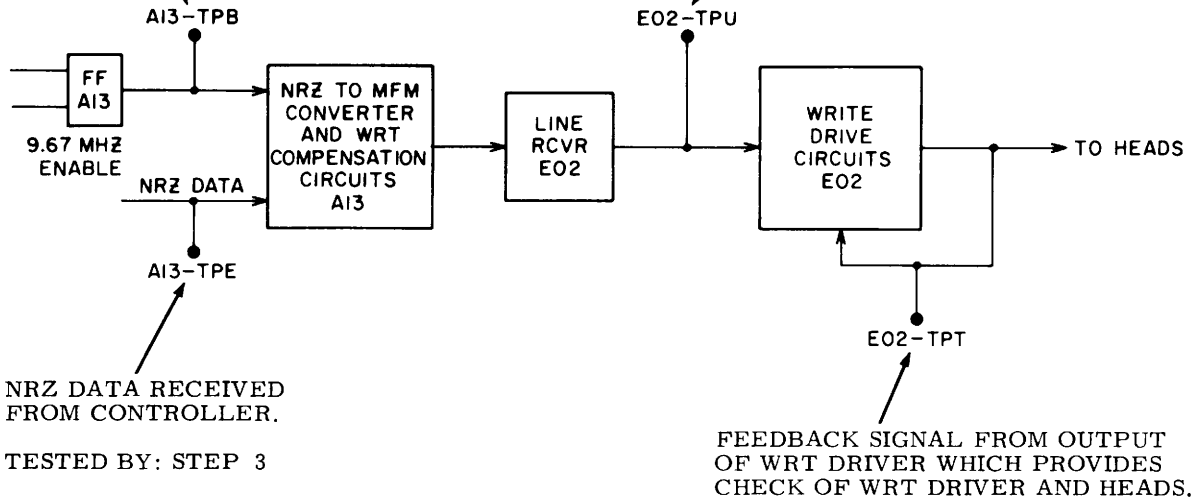 A13-TPB
E02-TPU
FF
A13
9.67 MHZ
ENABLE
NRZ TO MFM
CONVERTER
AND WRT
COMPENSATION
CIRCUITS
A13
LINE
RCVR
E02
WRITE
DRIVE
CIRCUITS
E02
TO HEADS
NRZ DATA
A13-TPE
E02-TPT
NRZ DATA RECEIVED
FROM CONTROLLER.
TESTED BY: STEP 3
FEEDBACK SIGNAL FROM OUTPUT
OF WRT DRIVER WHICH PROVIDES
CHECK OF WRT DRIVER AND HEADS.